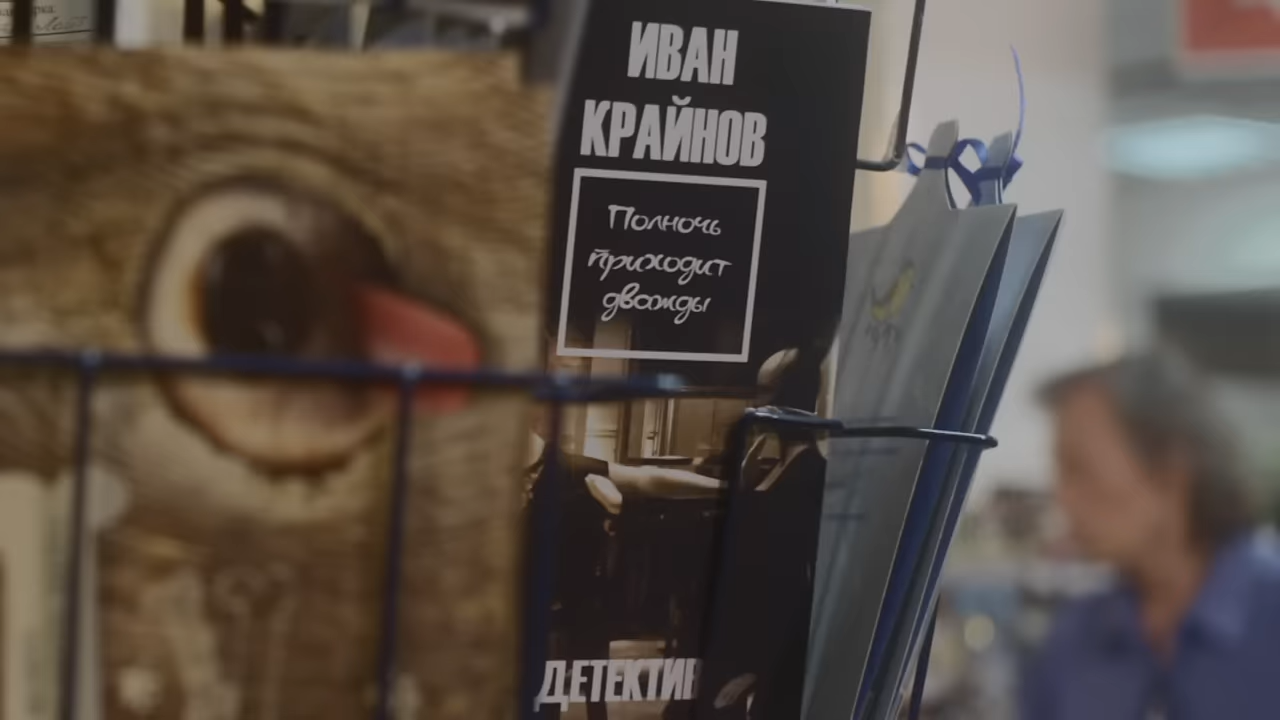 ИВАН
КРАЙНОВ
Полночь
приходит
дважды
ДЕТЕКТИВ